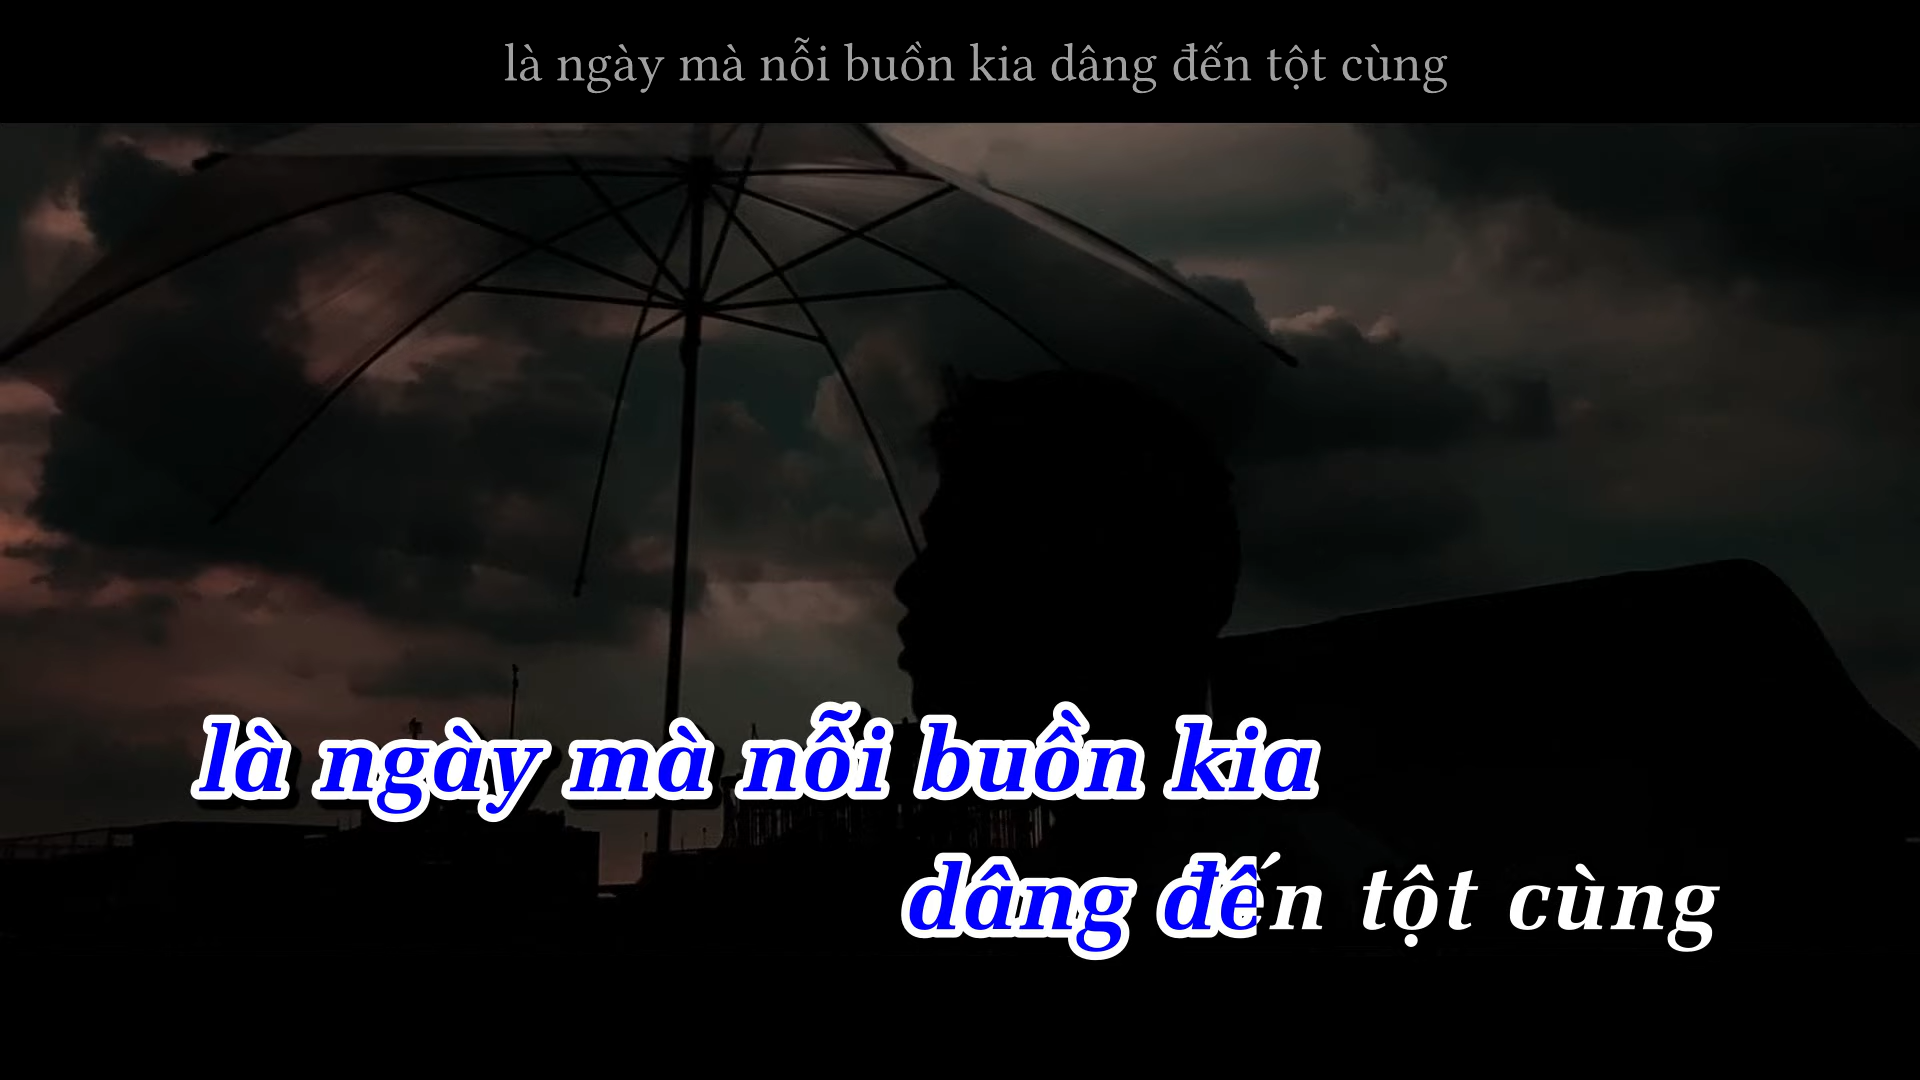 là ngày mà nỗi buồn kia dâng đến tột cùng
là ngày mà nỗi buồn kia
dâng đến tột cùng